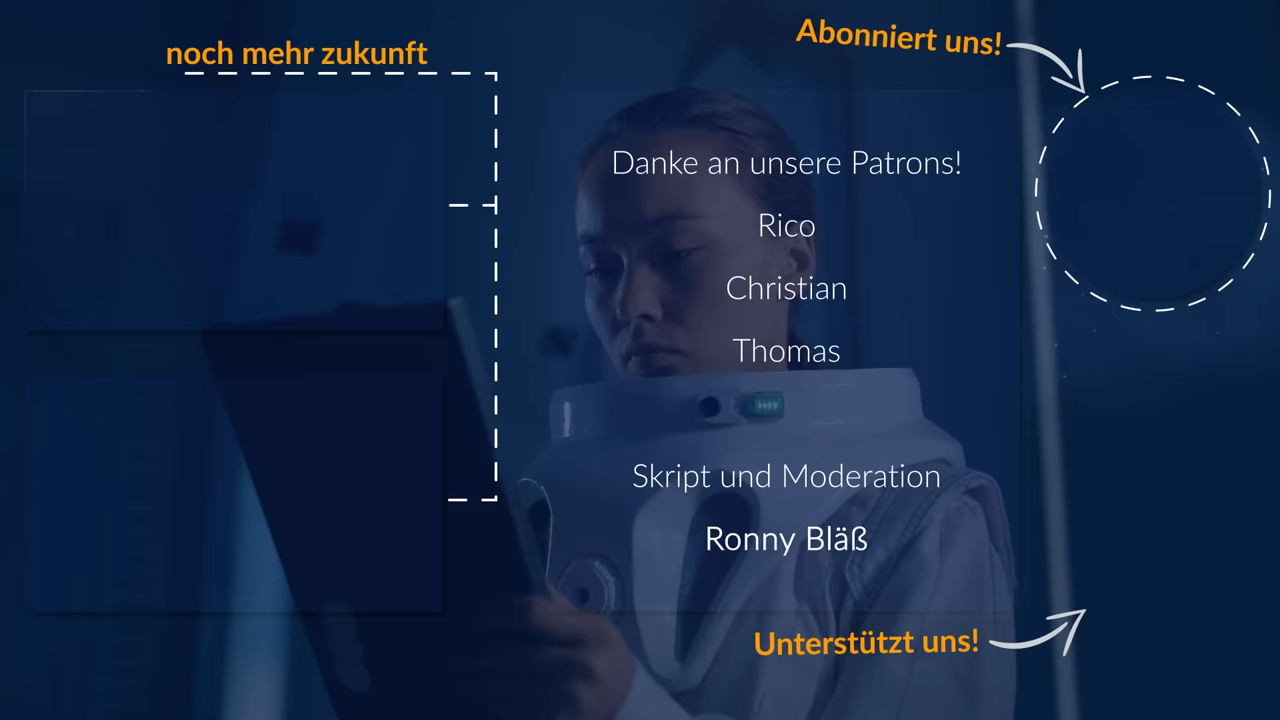 noch mehr zukunft
Abonniert uns!
Danke an unsere Patrons!
Rico
Christian
Thomas
Skript und Moderation
Ronny Bläß
Unterstützt uns!